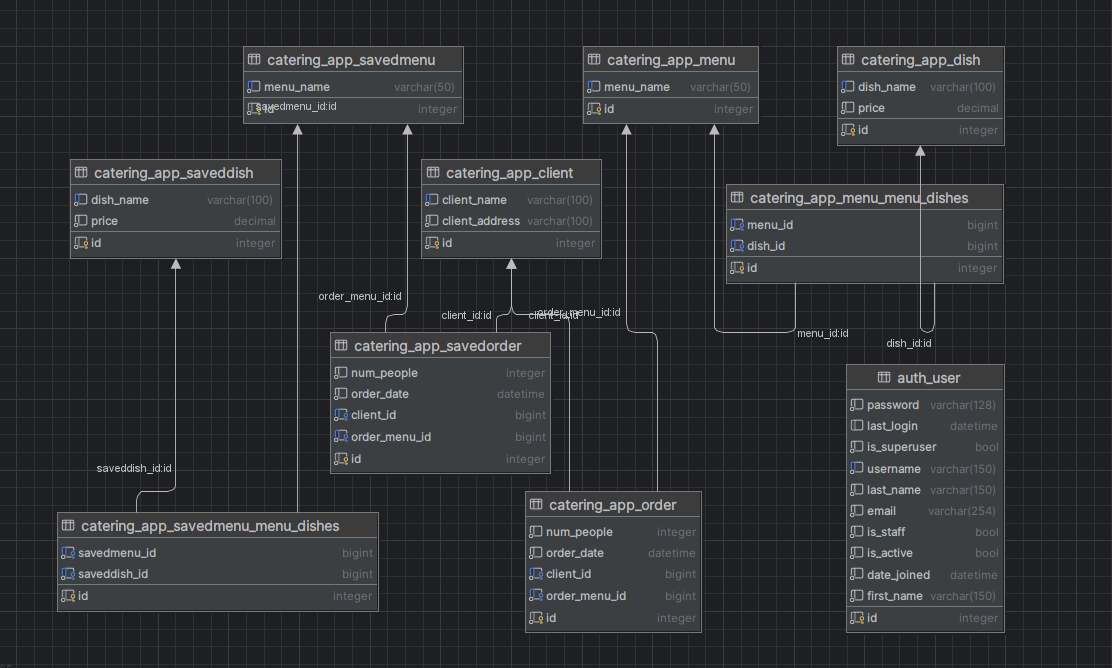 catering_app_savedmenu
menu_name varchar(50)
id integer
savedmenu_id:id
catering_app_menu
menu_name varchar(50)
id integer
catering_app_dish
dish_name varchar(100)
price decimal
id integer
catering_app_saveddish
dish_name varchar(100)
price decimal
id integer
catering_app_client
client_name varchar(100)
client_address varchar(100)
id integer
catering_app_menu_menu_dishes
menu_id bigint
dish_id bigint
id integer
order_menu_id:id
client_id:id
client_id:id
order_menu_id:id
menu_id:id
dish_id:id
catering_app_savedorder
num_people integer
order_date datetime
client_id bigint
order_menu_id bigint
id integer
auth_user
password varchar(128)
last_login datetime
is_superuser bool
username varchar(150)
last_name varchar(150)
email varchar(254)
is_staff bool
is_active bool
date_joined datetime
first_name varchar(150)
id integer
saveddish_id:id
catering_app_savedmenu_menu_dishes
savedmenu_id bigint
saveddish_id bigint
id integer
catering_app_order
num_people integer
order_date datetime
client_id bigint
order_menu_id bigint
id integer